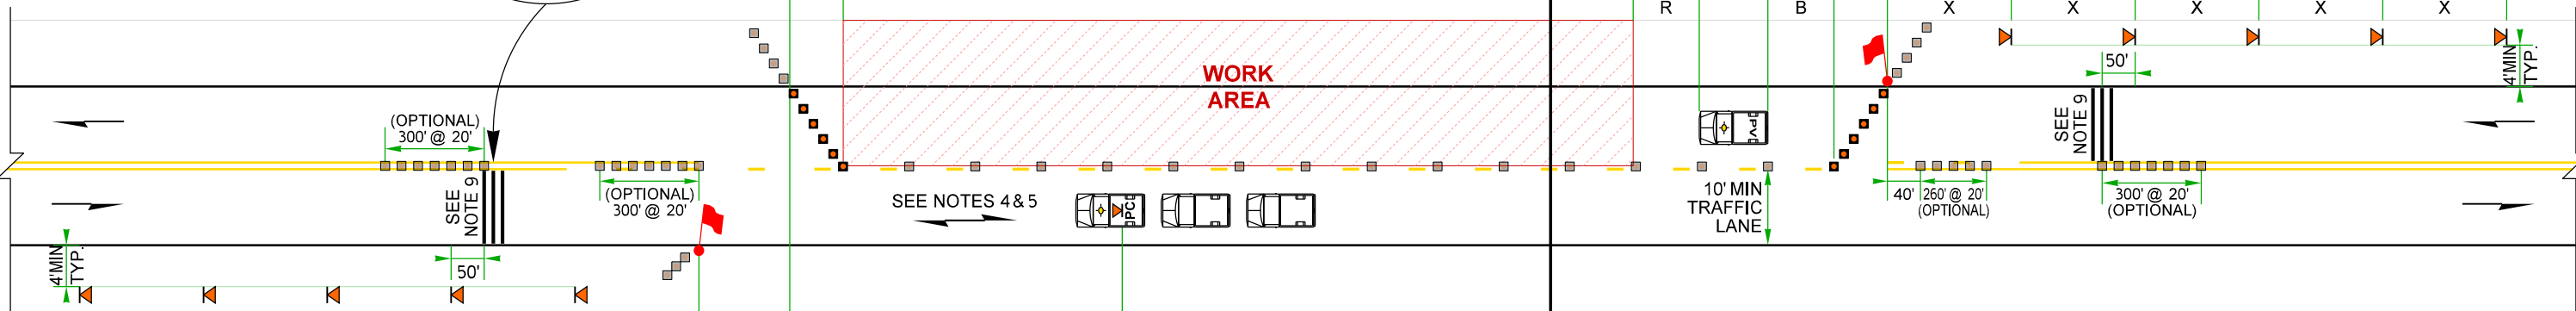 R
B
X
X
X
X
X
WORK
AREA
50'
4'MIN
TYP.
(OPTIONAL)
300' @ 20'
SEE
NOTE 9
PV
SEE
NOTE 9
(OPTIONAL)
300' @ 20'
SEE NOTES 4 & 5
PC
10' MIN
TRAFFIC
LANE
40'
260' @ 20'
(OPTIONAL)
300' @ 20'
(OPTIONAL)
4'MIN
TYP.
50'